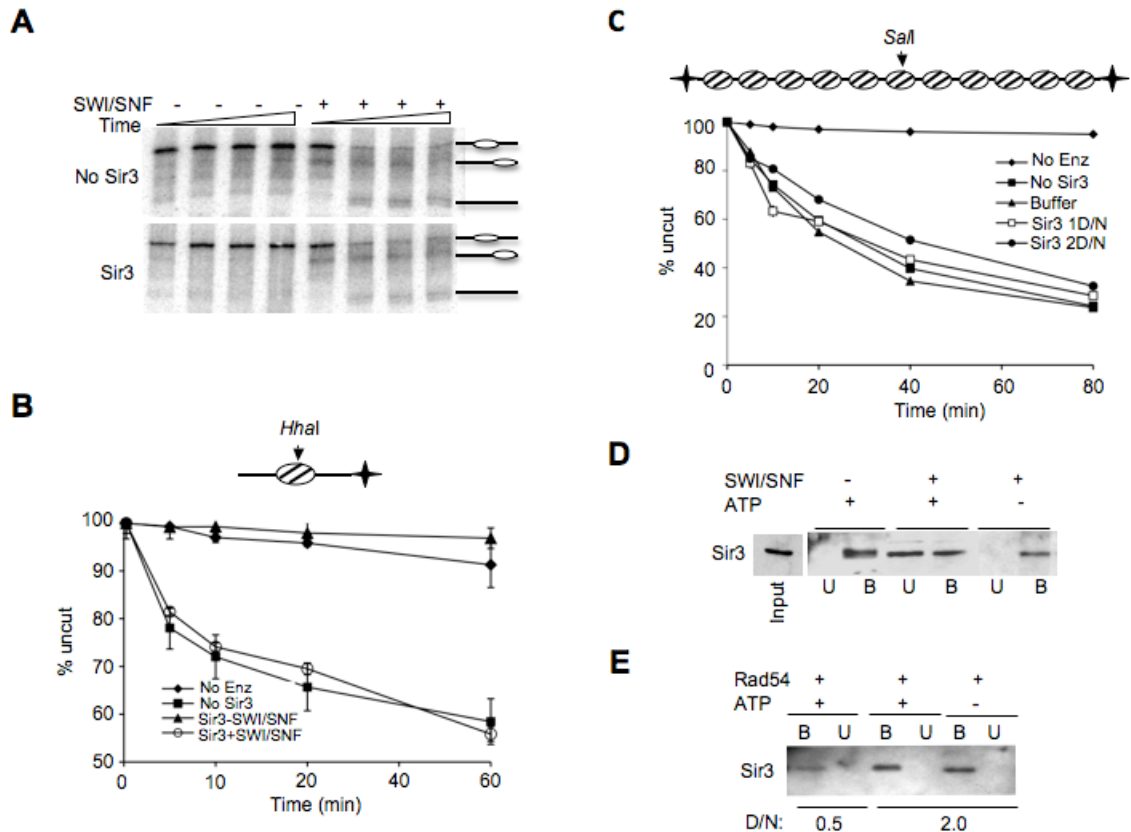 A
SWI/SNF - - - - + + + +
Time
No Sir3
Sir3
B
HhaI
% uncut
100
90
80
70
60
50
0 10 20 30 40 50 60
Time (min)
No Enz
No Sir3
Sir3-SWI/SNF
Sir3+SWI/SNF
C
SalI
% uncut
100
80
60
40
20
0
0 20 40 60 80
Time (min)
No Enz
No Sir3
Buffer
Sir3 1D/N
Sir3 2D/N
D
SWI/SNF - + +
ATP + + -
Sir3
Input
U B U B U B
E
Rad54 + + +
ATP + + -
B U B U B U
Sir3
D/N: 0.5 2.0